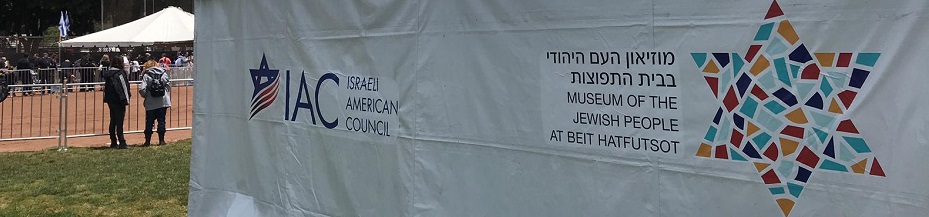 IAC
ISRAELI
AMERICAN
COUNCIL
מוזיאון העם היהודי
בבית התפוצות
MUSEUM OF THE
JEWISH PEOPLE
AT BEIT HATFUTSOT